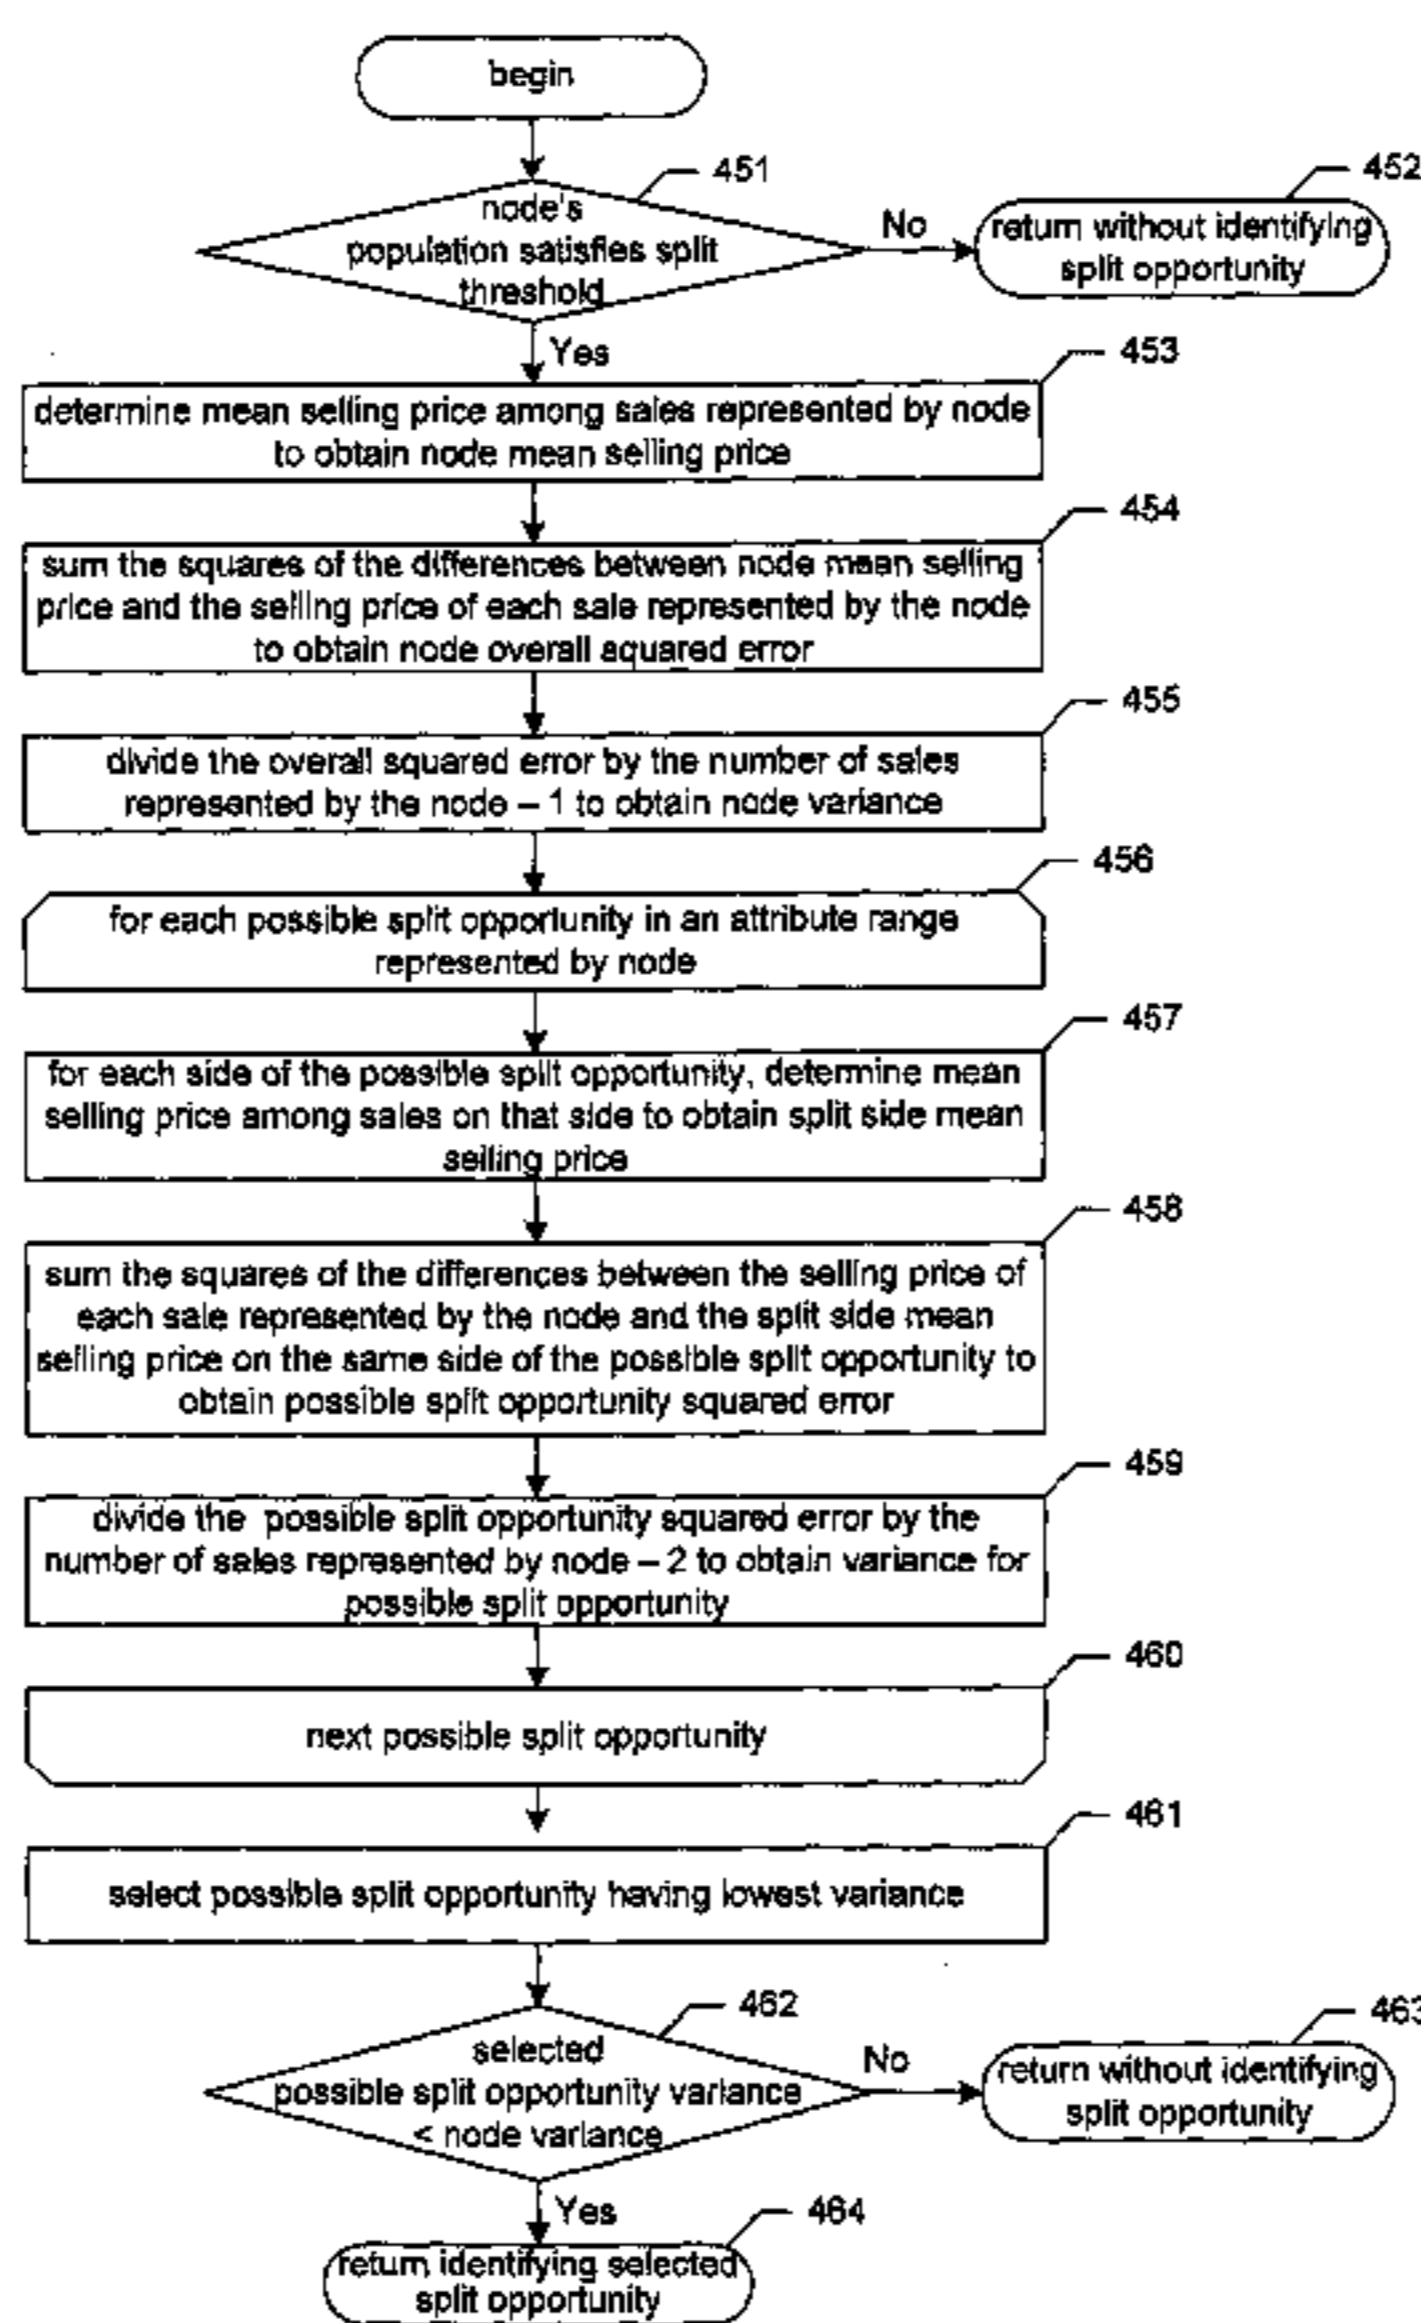 begin
451
node's
population satisfies split
threshold
No
452
return without identifying
split opportunity
Yes
453
determine mean selling price among sales represented by node
to obtain node mean selling price
454
sum the squares of the differences between node mean selling
price and the selling price of each sale represented by the node
to obtain node overall squared error
455
divide the overall squared error by the number of sales
represented by the node – 1 to obtain node variance
456
for each possible split opportunity in an attribute range
represented by node
457
for each side of the possible split opportunity, determine mean
selling price among sales on that side to obtain split side mean
selling price
458
sum the squares of the differences between the selling price of
each sale represented by the node and the split side mean
selling price on the same side of the possible split opportunity to
obtain possible split opportunity squared error
459
divide the possible split opportunity squared error by the
number of sales represented by node – 2 to obtain variance for
possible split opportunity
460
next possible split opportunity
461
select possible split opportunity having lowest variance
462
selected
possible split opportunity variance
< node variance
No
463
return without identifying
split opportunity
Yes
464
return identifying selected
split opportunity